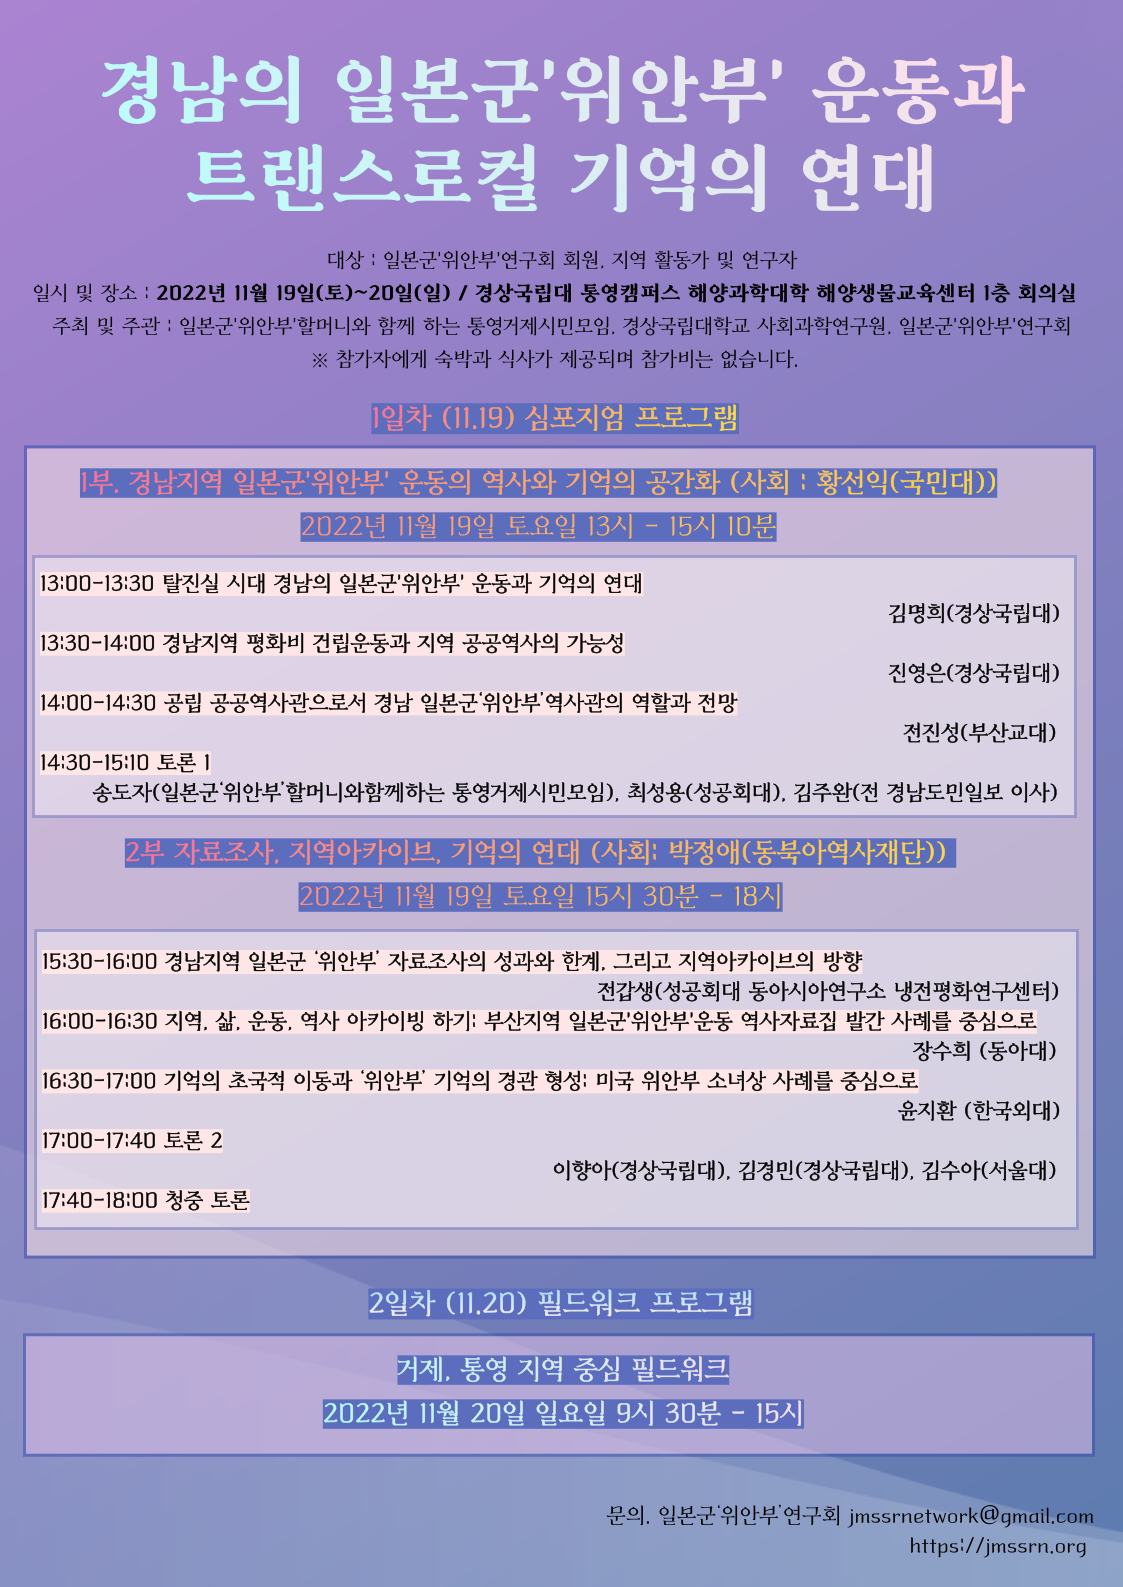 경남의 일본군'위안부' 운동과
트랜스로컬 기억의 연대
대상 : 일본군'위안부'연구회 회원, 지역 활동가 및 연구자
일시 및 장소 : 2022년 11월 19일(토)~20일(일) / 경상국립대 통영캠퍼스 해양과학대학 해양생물교육센터 1층 회의실
주최 및 주관 : 일본군'위안부'할머니와 함께 하는 통영거제시민모임, 경상국립대학교 사회과학연구원, 일본군'위안부'연구회
※ 참가자에게 숙박과 식사가 제공되며 참가비는 없습니다.
1일차 (11.19) 심포지엄 프로그램
1부. 경남지역 일본군'위안부' 운동의 역사와 기억의 공간화 (사회 : 황선익(국민대))
2022년 11월 19일 토요일 13시 - 15시 10분
13:00-13:30 탈진실 시대 경남의 일본군'위안부' 운동과 기억의 연대
김명희(경상국립대)
13:30-14:00 경남지역 평화비 건립운동과 지역 공공역사의 가능성
진영은(경상국립대)
14:00-14:30 공립 공공역사관으로서 경남 일본군‘위안부’역사관의 역할과 전망
전진성(부산교대)
14:30-15:10 토론 1
송도자(일본군‘위안부’할머니와함께하는 통영거제시민모임), 최성용(성공회대), 김주완(전 경남도민일보 이사)
2부 자료조사, 지역아카이브, 기억의 연대 (사회: 박정애(동북아역사재단))
2022년 11월 19일 토요일 15시 30분 - 18시
15:30-16:00 경남지역 일본군 ‘위안부’ 자료조사의 성과와 한계, 그리고 지역아카이브의 방향
전갑생(성공회대 동아시아연구소 냉전평화연구센터)
16:00-16:30 지역, 삶, 운동, 역사 아카이빙 하기: 부산지역 일본군'위안부'운동 역사자료집 발간 사례를 중심으로
장수희 (동아대)
16:30-17:00 기억의 초국적 이동과 ‘위안부’ 기억의 경관 형성: 미국 위안부 소녀상 사례를 중심으로
윤지환 (한국외대)
17:00-17:40 토론 2
이향아(경상국립대), 김경민(경상국립대), 김수아(서울대)
17:40-18:00 청중 토론
2일차 (11.20) 필드워크 프로그램
거제, 통영 지역 중심 필드워크
2022년 11월 20일 일요일 9시 30분 - 15시
문의. 일본군‘위안부’연구회 jmssrnetwork@gmail.com
https://jmssrn.org